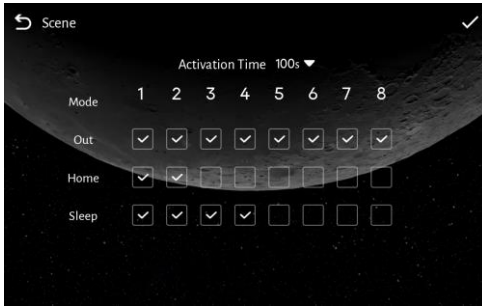 Scene
Activation Time 100s
Mode 1 2 3 4 5 6 7 8
Out
Home
Sleep